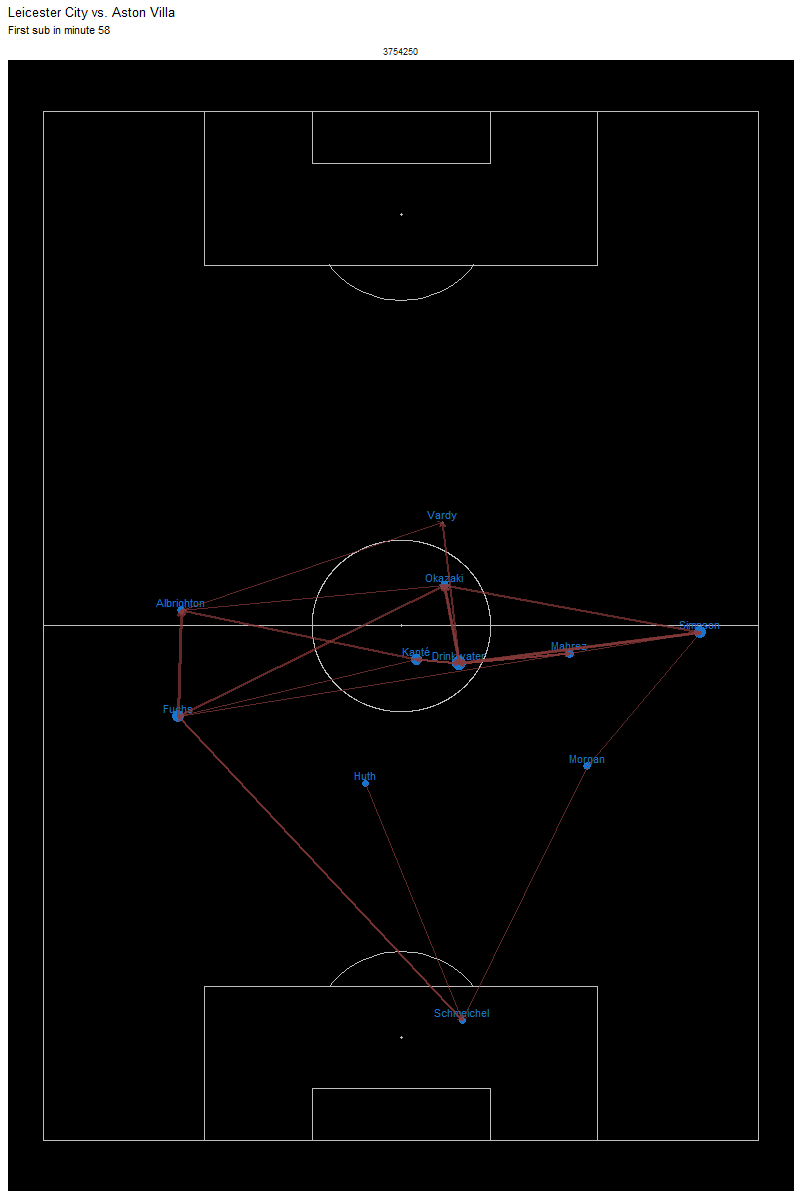 Leicester City vs. Aston Villa
First sub in minute 58
3754250
Vardy
Okazaki
Albrighton
Simpson
Mahrez
Kanté
Drinkwater
Fuchs
Morgan
Huth
Schmeichel